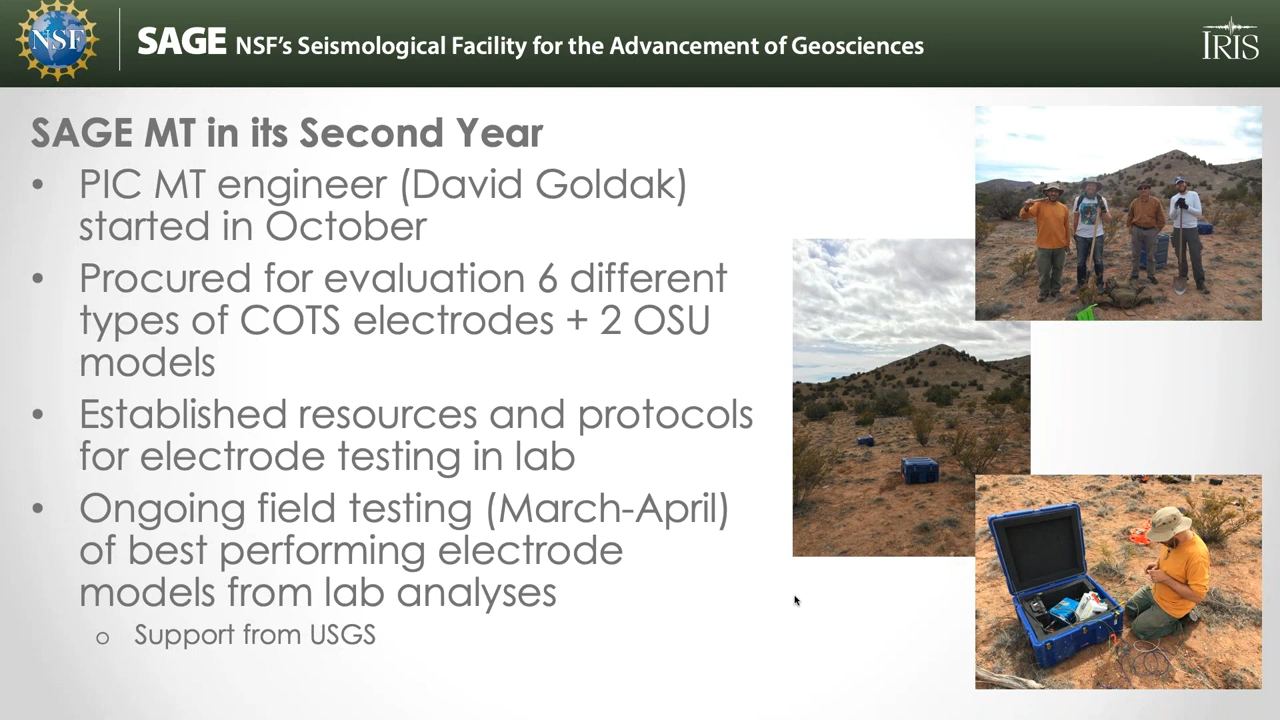 NSF
SAGE NSF's Seismological Facility for the Advancement of Geosciences
IRIS
SAGE MT in its Second Year
• PIC MT engineer (David Goldak)
started in October
• Procured for evaluation 6 different
types of COTS electrodes + 2 OSU
models
• Established resources and protocols
for electrode testing in lab
• Ongoing field testing (March-April)
of best performing electrode
models from lab analyses
o Support from USGS